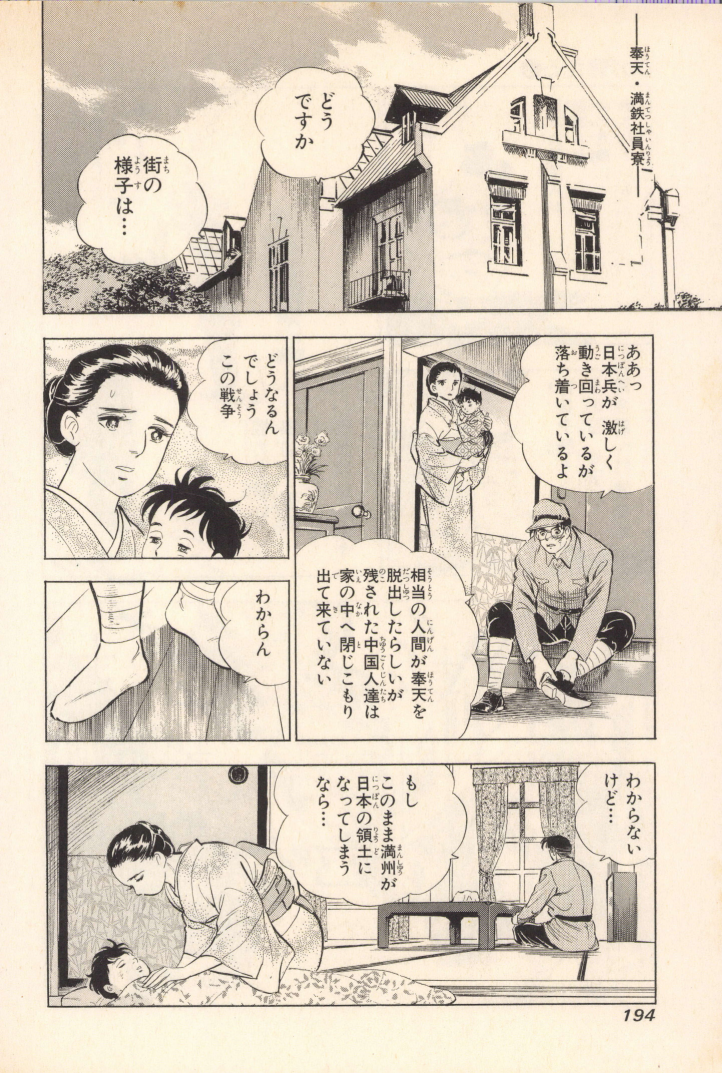 ――奉天・満鉄社員寮――
どう
ですか
街の
様子は…
ああっ
日本兵が 激しく
動き回っているが
落ち着いているよ
相当の人間が奉天を
脱出したらしいが
残された中国人達は
家の中へ閉じこもり
出て来ていない
どうなるん
でしょう
この戦争
わからん
わからない
けど…
もし
このまま満州が
日本の領土に
なってしまう
なら…
194